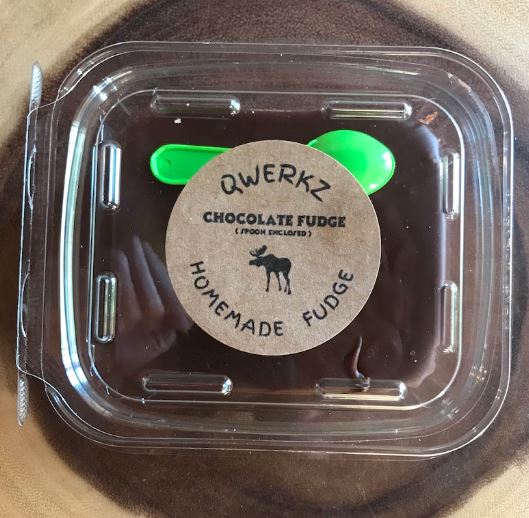 QWERKZ
CHOCOLATE FUDGE
( SPOON ENCLOSED )
HOMEMADE FUDGE